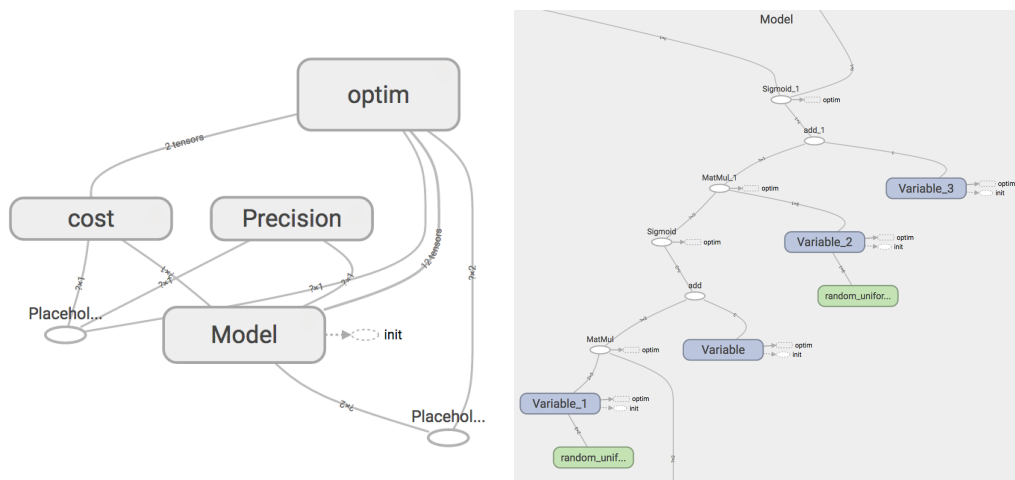 optim
2 tensors
cost
Precision
12 tensors
?×2
?×1
?×1
?×1
?×1
?×1
Placehol...
Model
init
?×2
Placehol...
Model
Sigmoid_1
optim
add_1
MatMul_1
optim
Variable_3
optim
init
Sigmoid
optim
Variable_2
optim
init
add
random_unifor...
MatMul
optim
Variable
optim
init
Variable_1
optim
init
random_unif...